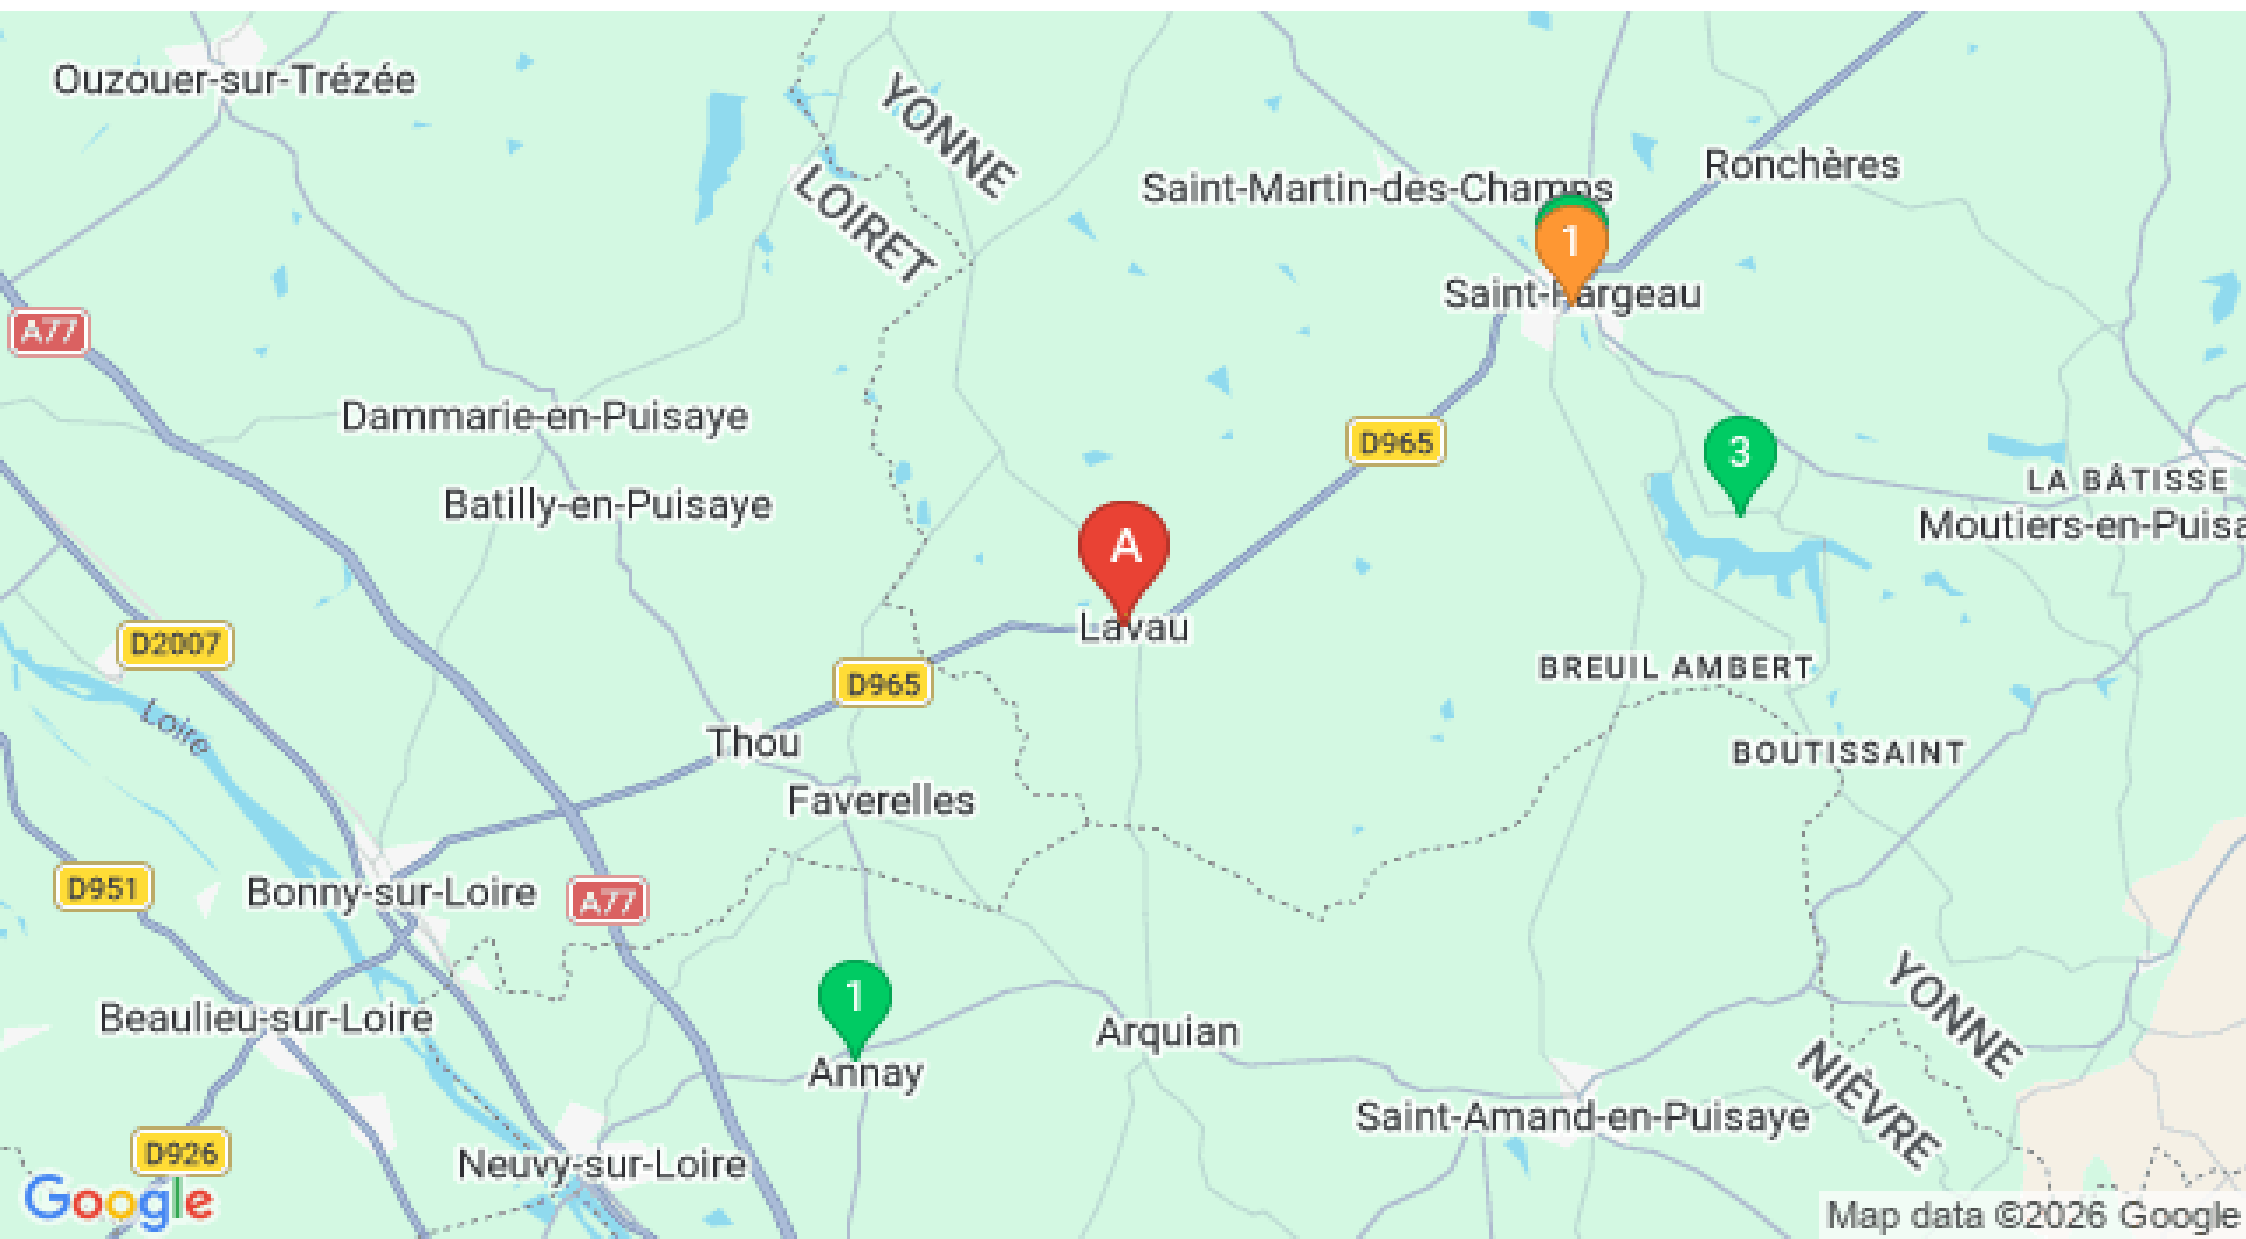 Ouzouer-sur-Trézée
YONNE
LOIRET
Saint-Martin-des-Champs
Ronchères
1
Saint-Fargeau
A77
Dammarie-en-Puisaye
D965
3
Batilly-en-Puisaye
LA BÂTISSE
Moutiers-en-Puisa
A
Lavau
D2007
D965
BREUIL AMBERT
Loire
Thou
BOUTISSAINT
Faverelles
D951
Bonny-sur-Loire
A77
1
YONNE
NIÈVRE
Beaulieu-sur-Loire
Arquian
Annay
Saint-Amand-en-Puisaye
D926
Neuvy-sur-Loire
Google
Map data ©2026 Google